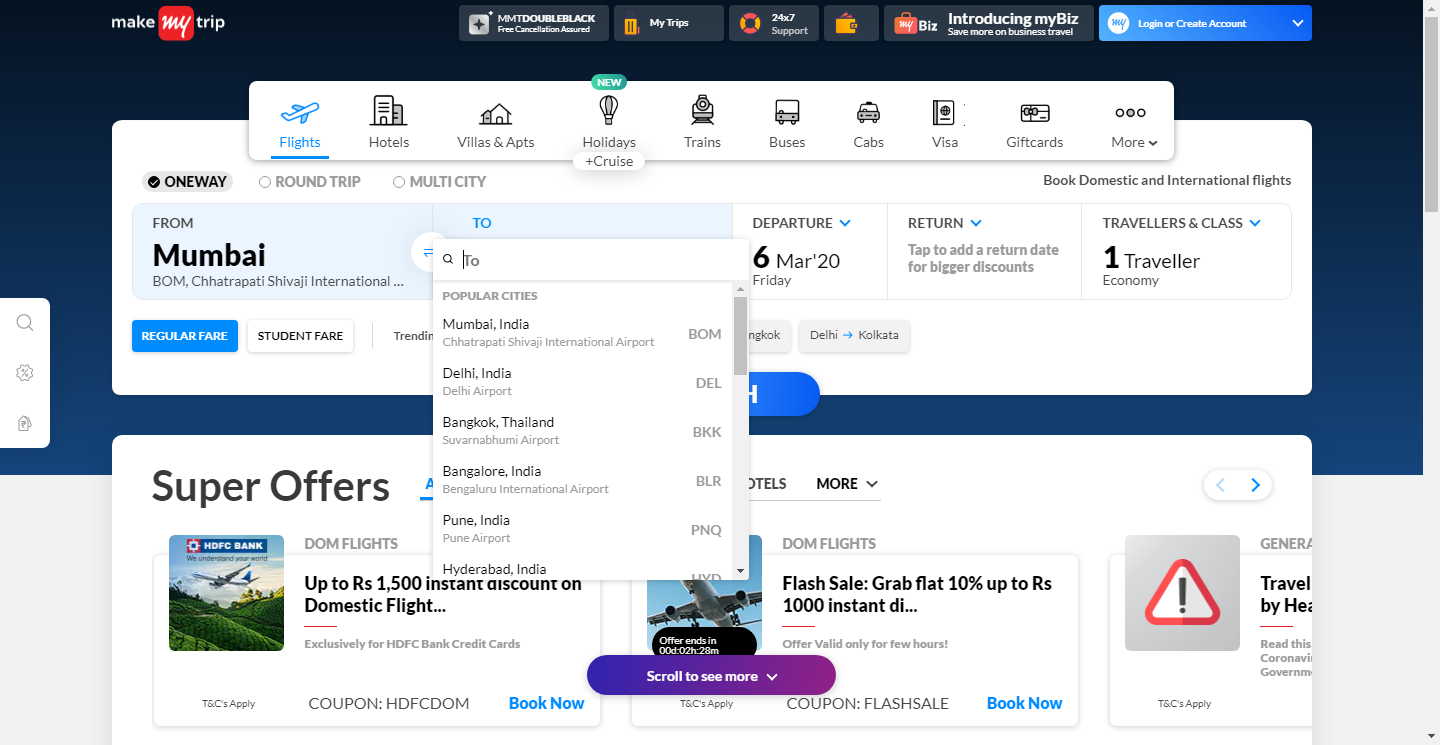 make my trip
MMTDOUBLEBLACK
Free Cancellation Assured
My Trips
24x7
Support
my Biz
Introducing myBiz
Save more on business travel
my
Login or Create Account
NEW
Flights
Hotels
Villas & Apts
Holidays
Trains
Buses
Cabs
Visa
Giftcards
More
+Cruise
ONEWAY
ROUND TRIP
MULTI CITY
Book Domestic and International flights
FROM
Mumbai
BOM, Chhatrapati Shivaji International ...
TO
To
DEPARTURE
6 Mar'20
Friday
RETURN
Tap to add a return date
for bigger discounts
TRAVELLERS & CLASS
1 Traveller
Economy
POPULAR CITIES
Mumbai, India
Chhatrapati Shivaji International Airport
BOM
Delhi, India
Delhi Airport
DEL
Bangkok, Thailand
Suvarnabhumi Airport
BKK
Bangalore, India
Bengaluru International Airport
BLR
Pune, India
Pune Airport
PNQ
Hyderabad, India
HYD
REGULAR FARE
STUDENT FARE
Trendin
ngkok
Delhi → Kolkata
H
Super Offers
A
OTELS
MORE
HDFC BANK
We understand your world
DOM FLIGHTS
Up to Rs 1,500 instant discount on
Domestic Flight...
Exclusively for HDFC Bank Credit Cards
T&C's Apply
COUPON: HDFCDOM
Book Now
Offer ends in
00d:02h:28m
DOM FLIGHTS
Flash Sale: Grab flat 10% up to Rs
1000 instant di...
Offer Valid only for few hours!
T&C's Apply
COUPON: FLASHSALE
Book Now
GENERA
Travel
by Hea
Read this
Coronavir
Governme
T&C's Apply
Scroll to see more